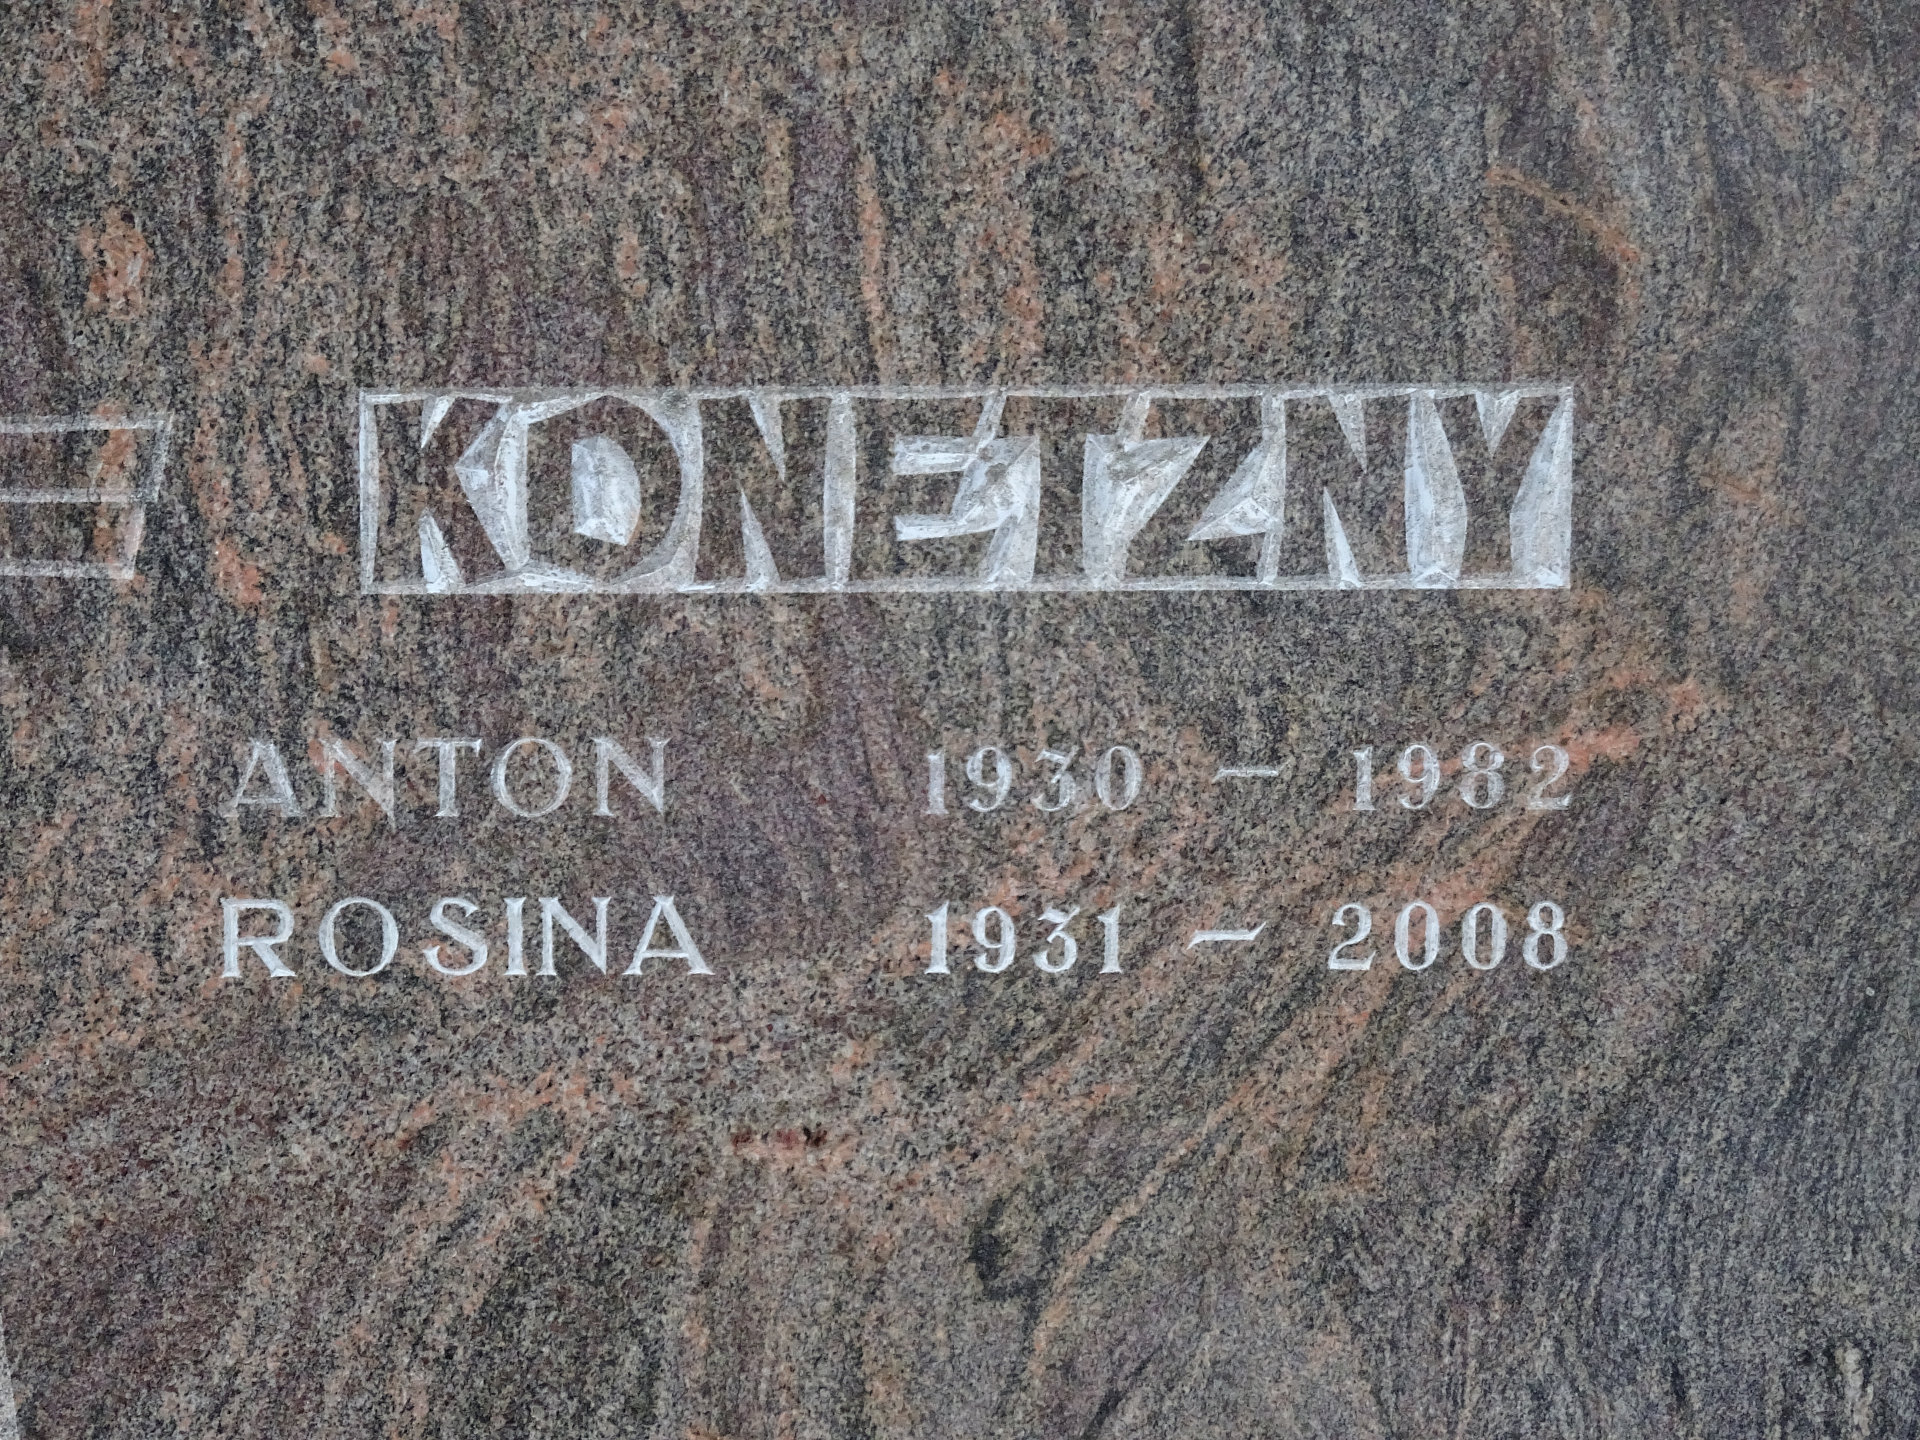 KONETZNY
ANTON 1930 – 1982
ROSINA 1931 – 2008